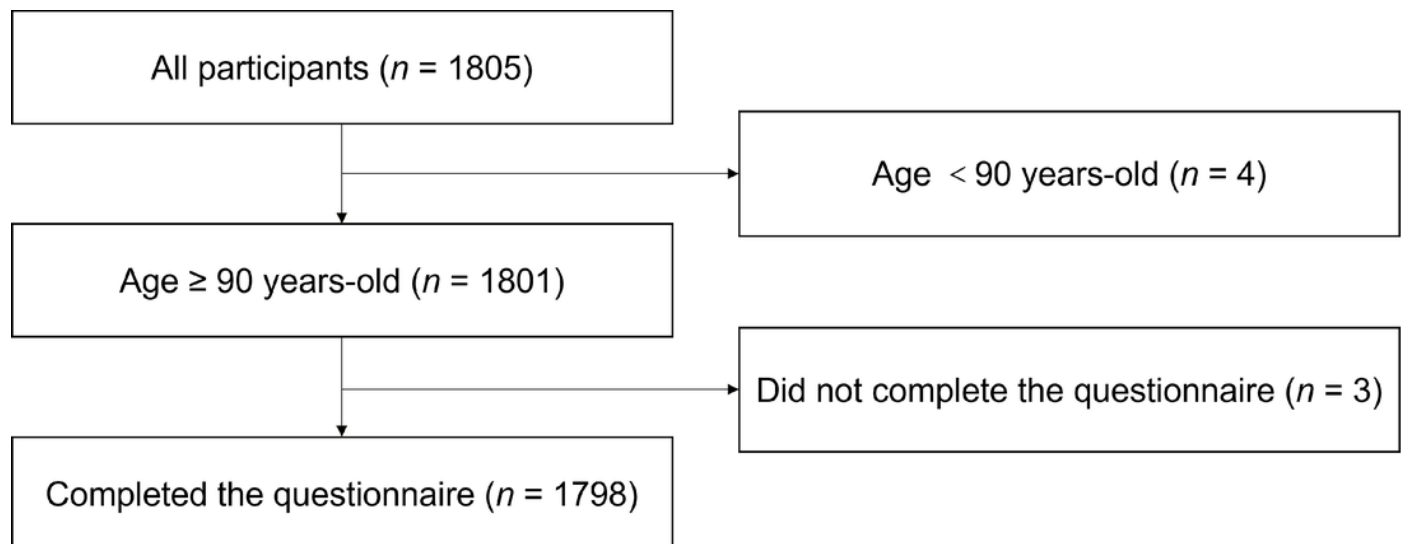 All participants (n = 1805)
Age < 90 years-old (n = 4)
Age ≥ 90 years-old (n = 1801)
Did not complete the questionnaire (n = 3)
Completed the questionnaire (n = 1798)